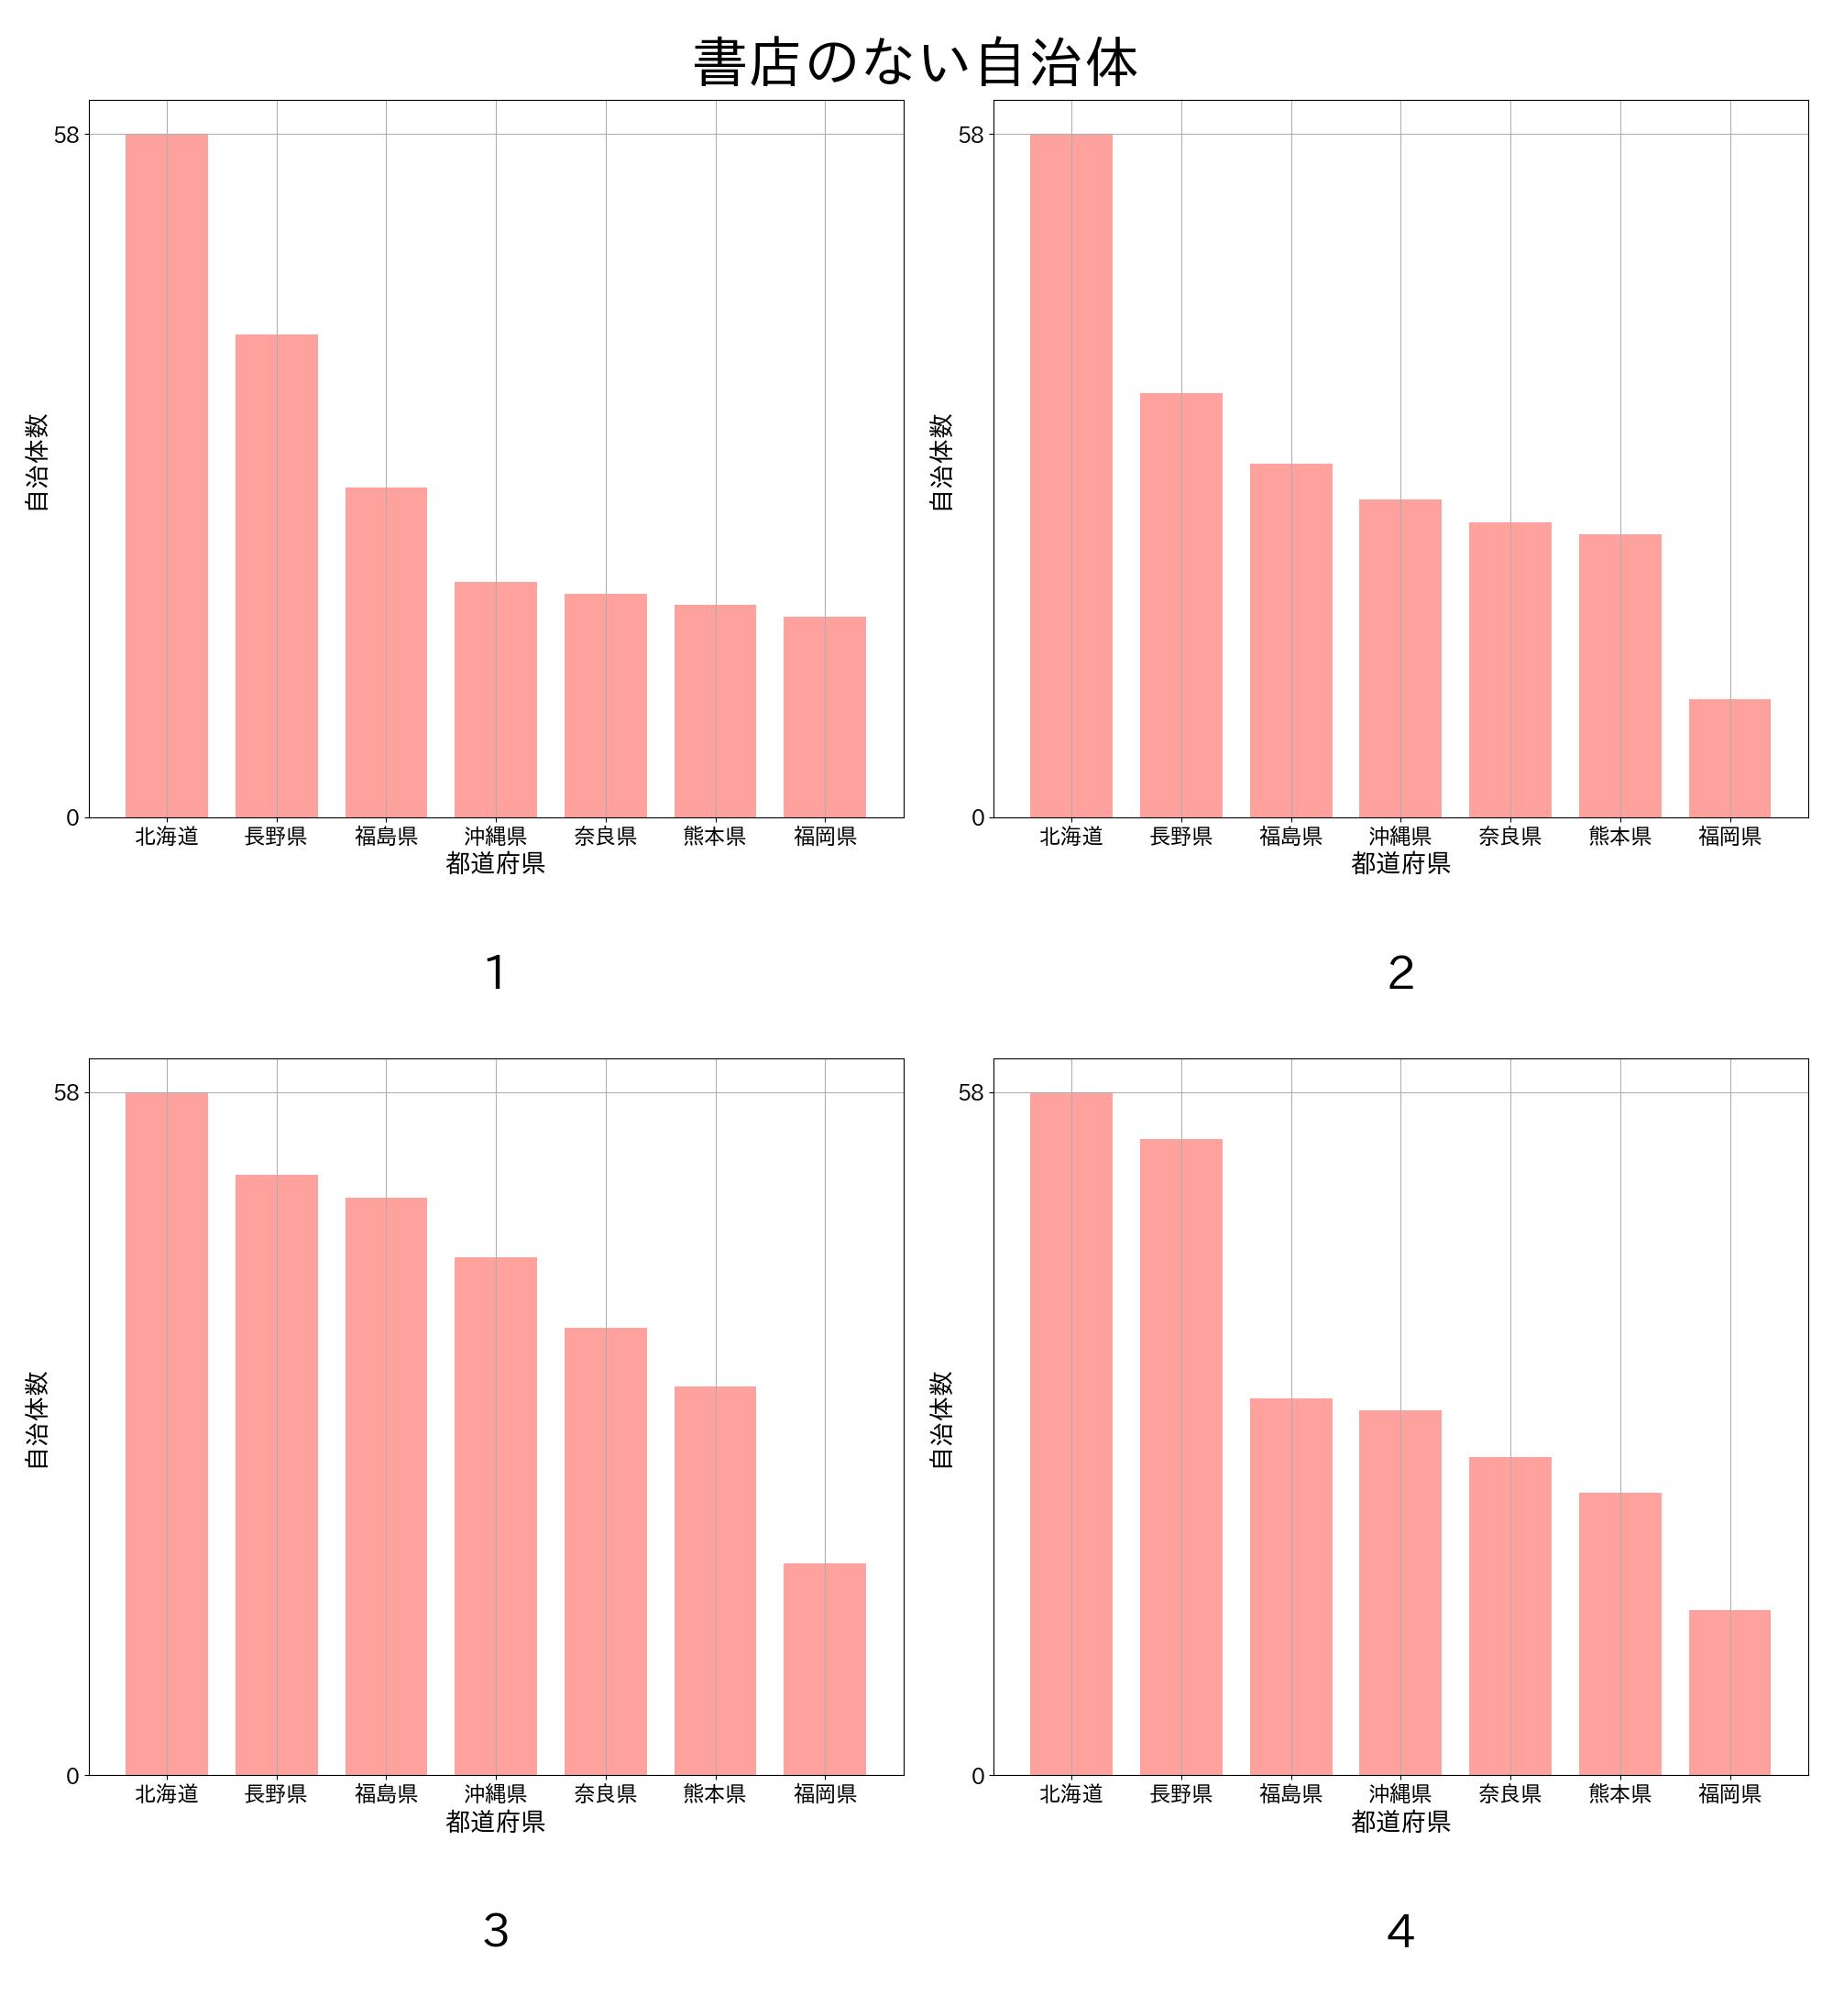 書店のない自治体
58
0
自治体数
北海道 長野県 福島県 沖縄県 奈良県 熊本県 福岡県
都道府県
1
58
0
自治体数
北海道 長野県 福島県 沖縄県 奈良県 熊本県 福岡県
都道府県
2
58
0
自治体数
北海道 長野県 福島県 沖縄県 奈良県 熊本県 福岡県
都道府県
3
58
0
自治体数
北海道 長野県 福島県 沖縄県 奈良県 熊本県 福岡県
都道府県
4